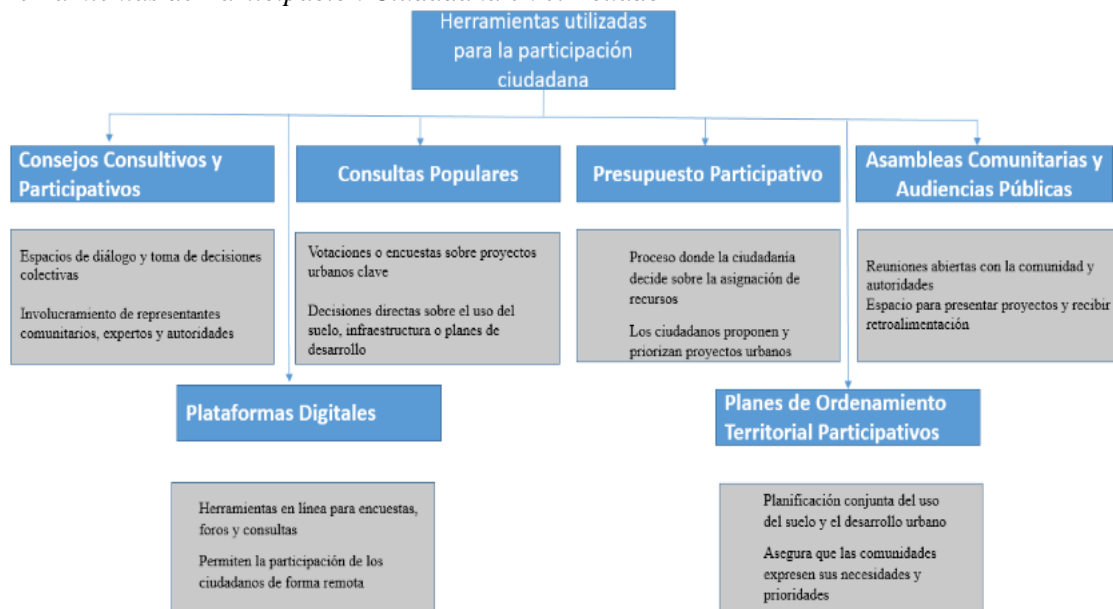 Herramientas utilizadas
para la participación
ciudadana
Consejos Consultivos y
Participativos
Espacios de diálogo y toma de decisiones
colectivas
Involucramiento de representantes
comunitarios, expertos y autoridades
Consultas Populares
Votaciones o encuestas sobre proyectos
urbanos clave
Decisiones directas sobre el uso del
suelo, infraestructura o planes de
desarrollo
Presupuesto Participativo
Proceso donde la ciudadanía
decide sobre la asignación de
recursos
Los ciudadanos proponen y
priorizan proyectos urbanos
Asambleas Comunitarias y
Audiencias Públicas
Reuniones abiertas con la comunidad y
autoridades
Espacio para presentar proyectos y recibir
retroalimentación
Plataformas Digitales
Herramientas en línea para encuestas,
foros y consultas
Permiten la participación de los
ciudadanos de forma remota
Planes de Ordenamiento
Territorial Participativos
Planificación conjunta del uso
del suelo y el desarrollo urbano
Asegura que las comunidades
expresen sus necesidades y
prioridades